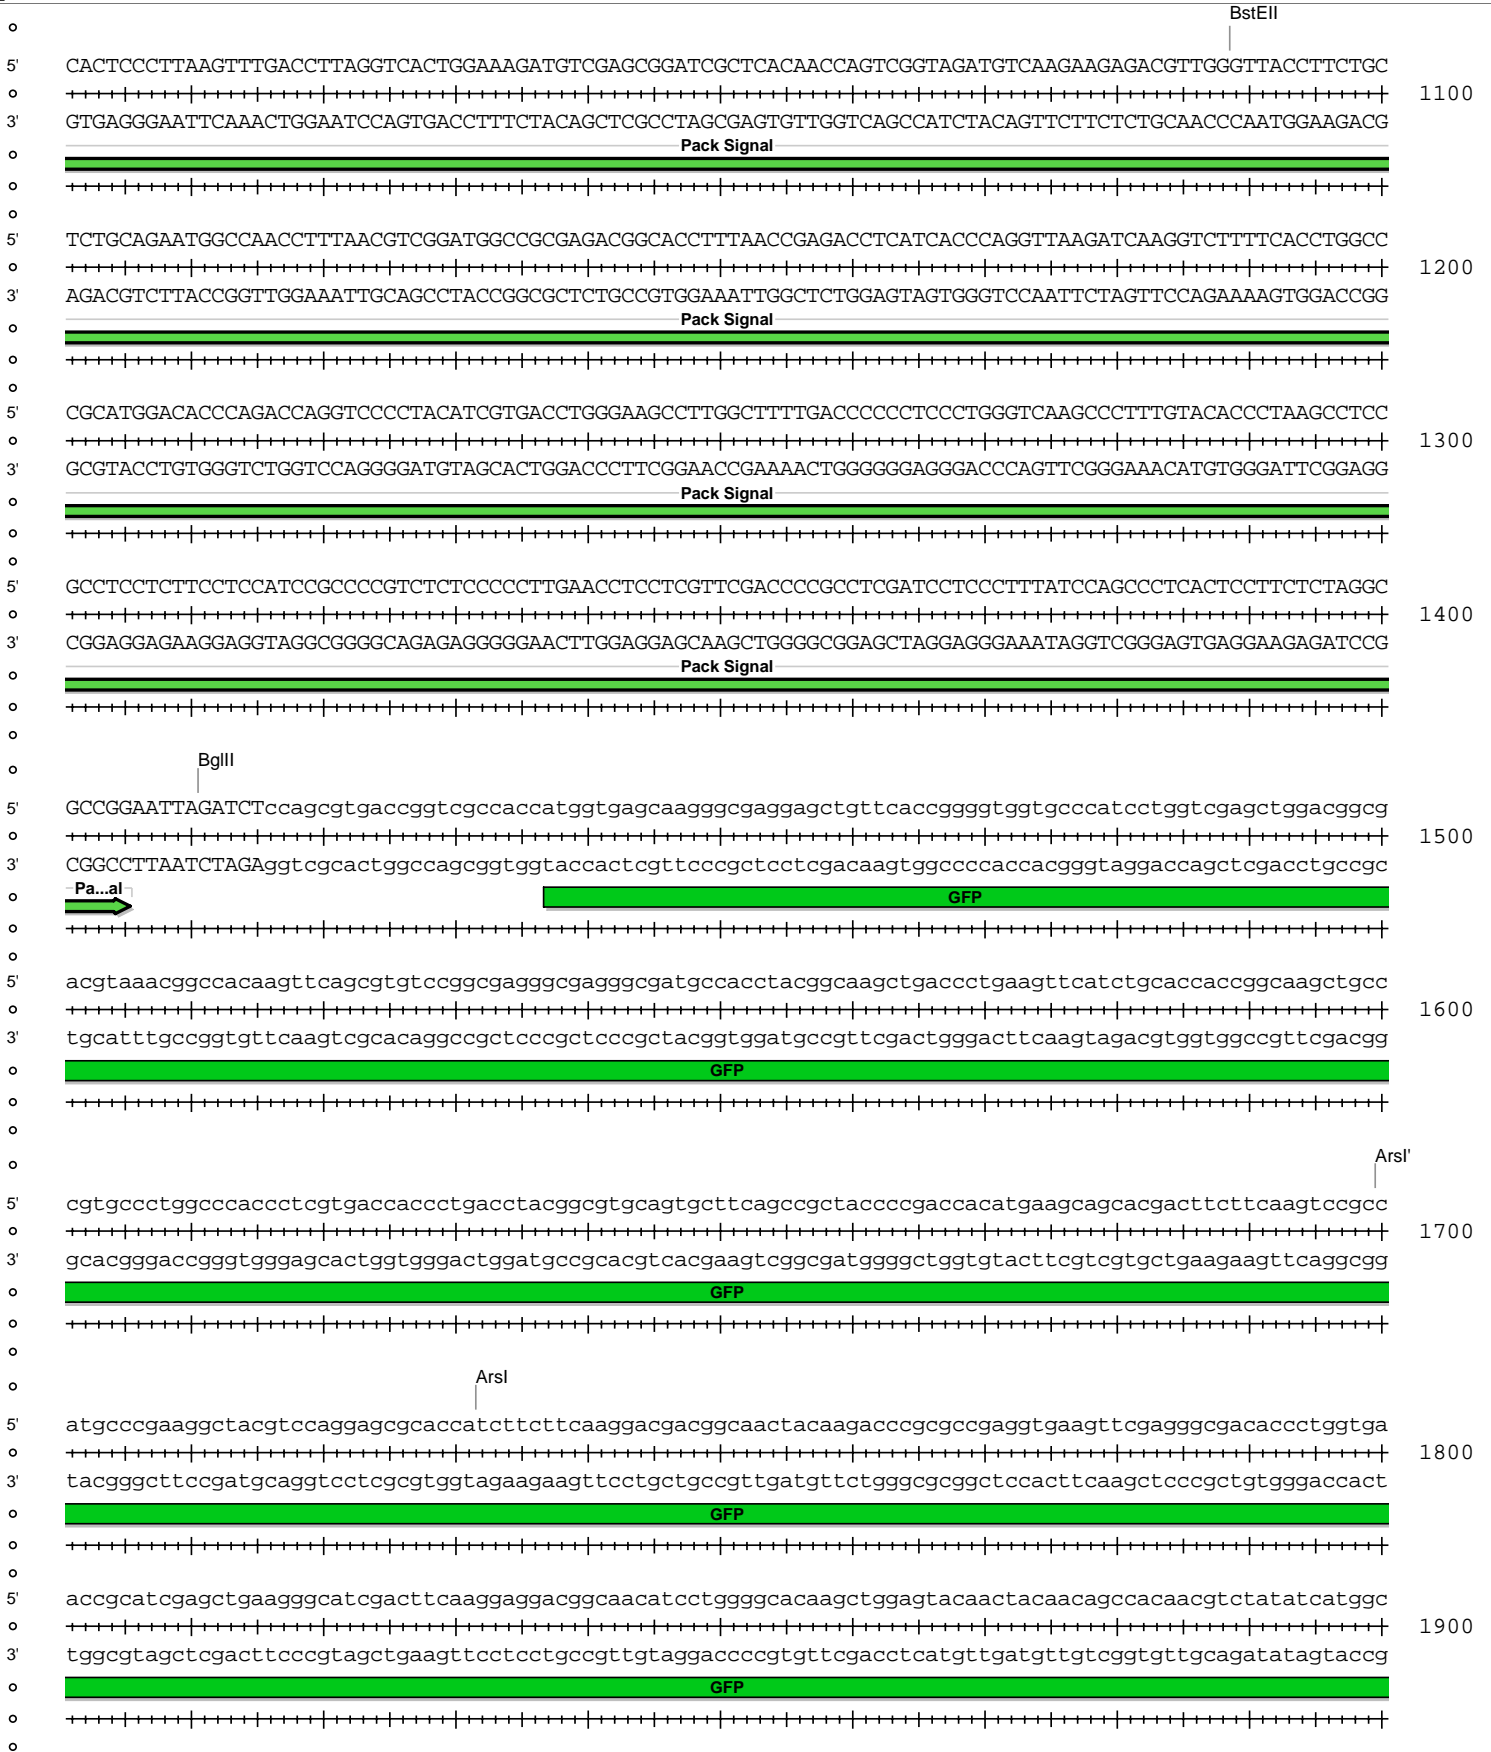 BstEII
5' CACTCCCTTAAGTTTGACCTTAGGTCACTGGAAAGATGTCGAGCGGATCGCTCACAACCAGTCGGTAGATGTCAAGAAGAGACGTTGGGTTACCTTCTGC
1100
3' GTGAGGGAATTCAAACTGGAATCCAGTGACCTTTCTACAGCTCGCCTAGCGAGTGTTGGTCAGCCATCTACAGTTCTTCTCTGCAACCCAATGGAAGACG
Pack Signal
5' TCTGCAGAATGGCCAACCTTTAACGTCGGATGGCCGCGAGACGGCACCTTTAACCGAGACCTCATCACCCAGGTTAAGATCAAGGTCTTTTCACCTGGCC
1200
3' AGACGTCTTACCGGTTGGAAATTGCAGCCTACCGGCGCTCTGCCGTGGAAATTGGCTCTGGAGTAGTGGGTCCAATTCTAGTTCCAGAAAAGTGGACCGG
Pack Signal
5' CGCATGGACACCCAGACCAGGTCCCCTACATCGTGACCTGGGAAGCCTTGGCTTTTGACCCCCCTCCCTGGGTCAAGCCCTTTGTACACCCTAAGCCTCC
1300
3' GCGTACCTGTGGGTCTGGTCCAGGGGATGTAGCACTGGACCCTTCGGAACCGAAAACTGGGGGGAGGGACCCAGTTCGGGAAACATGTGGGATTCGGAGG
Pack Signal
5' GCCTCCTCTTCCTCCATCCGCCCCGTCTCTCCCCCTTGAACCTCCTCGTTCGACCCCGCCTCGATCCTCCCTTTATCCAGCCCTCACTCCTTCTCTAGGC
1400
3' CGGAGGAGAAGGAGGTAGGCGGGGCAGAGAGGGGGAACTTGGAGGAGCAAGCTGGGGCGGAGCTAGGAGGGAAATAGGTCGGGAGTGAGGAAGAGATCCG
Pack Signal
BglII
5' GCCGGAATTAGATCTccagcgtgaccggtcgccaccatggtgagcaagggcgaggagctgttcaccggggtggtgcccatcctggtcgagctggacggcg
1500
3' CGGCCTTAATCTAGAggtcgcactggccagcggtggtaccactcgttcccgctcctcgacaagtggccccaccacgggtaggaccagctcgacctgccgc
Pa...al
GFP
5' acgtaaacggccacaagttcagcgtgtccggcgagggcgagggcgatgccacctacggcaagctgaccctgaagttcatctgcaccaccggcaagctgcc
1600
3' tgcatttgccggtgttcaagtcgcacaggccgctcccgctcccgctacggtggatgccgttcgactgggacttcaagtagacgtggtggccgttcgacgg
GFP
ArsI'
5' cgtgccctggcccaccctcgtgaccaccctgacctacggcgtgcagtgcttcagccgctaccccgaccacatgaagcagcacgacttcttcaagtccgcc
1700
3' gcacgggaccgggtgggagcactggtgggactggatgccgcacgtcacgaagtcggcgatggggctggtgtacttcgtcgtgctgaagaagttcaggcgg
GFP
ArsI
5' atgcccgaaggctacgtccaggagcgcaccatcttcttcaaggacgacggcaactacaagacccgcgccgaggtgaagttcgagggcgacaccctggtga
1800
3' tacgggcttccgatgcaggtcctcgcgtggtagaagaagttcctgctgccgttgatgttctgggcgcggctccacttcaagctcccgctgtgggaccact
GFP
5' accgcatcgagctgaagggcatcgacttcaaggaggacggcaacatcctggggcacaagctggagtacaactacaacagccacaacgtctatatcatggc
1900
3' tggcgtagctcgacttcccgtagctgaagttcctcctgccgttgtaggaccccgtgttcgacctcatgttgatgttgtcggtgttgcagatatagtaccg
GFP